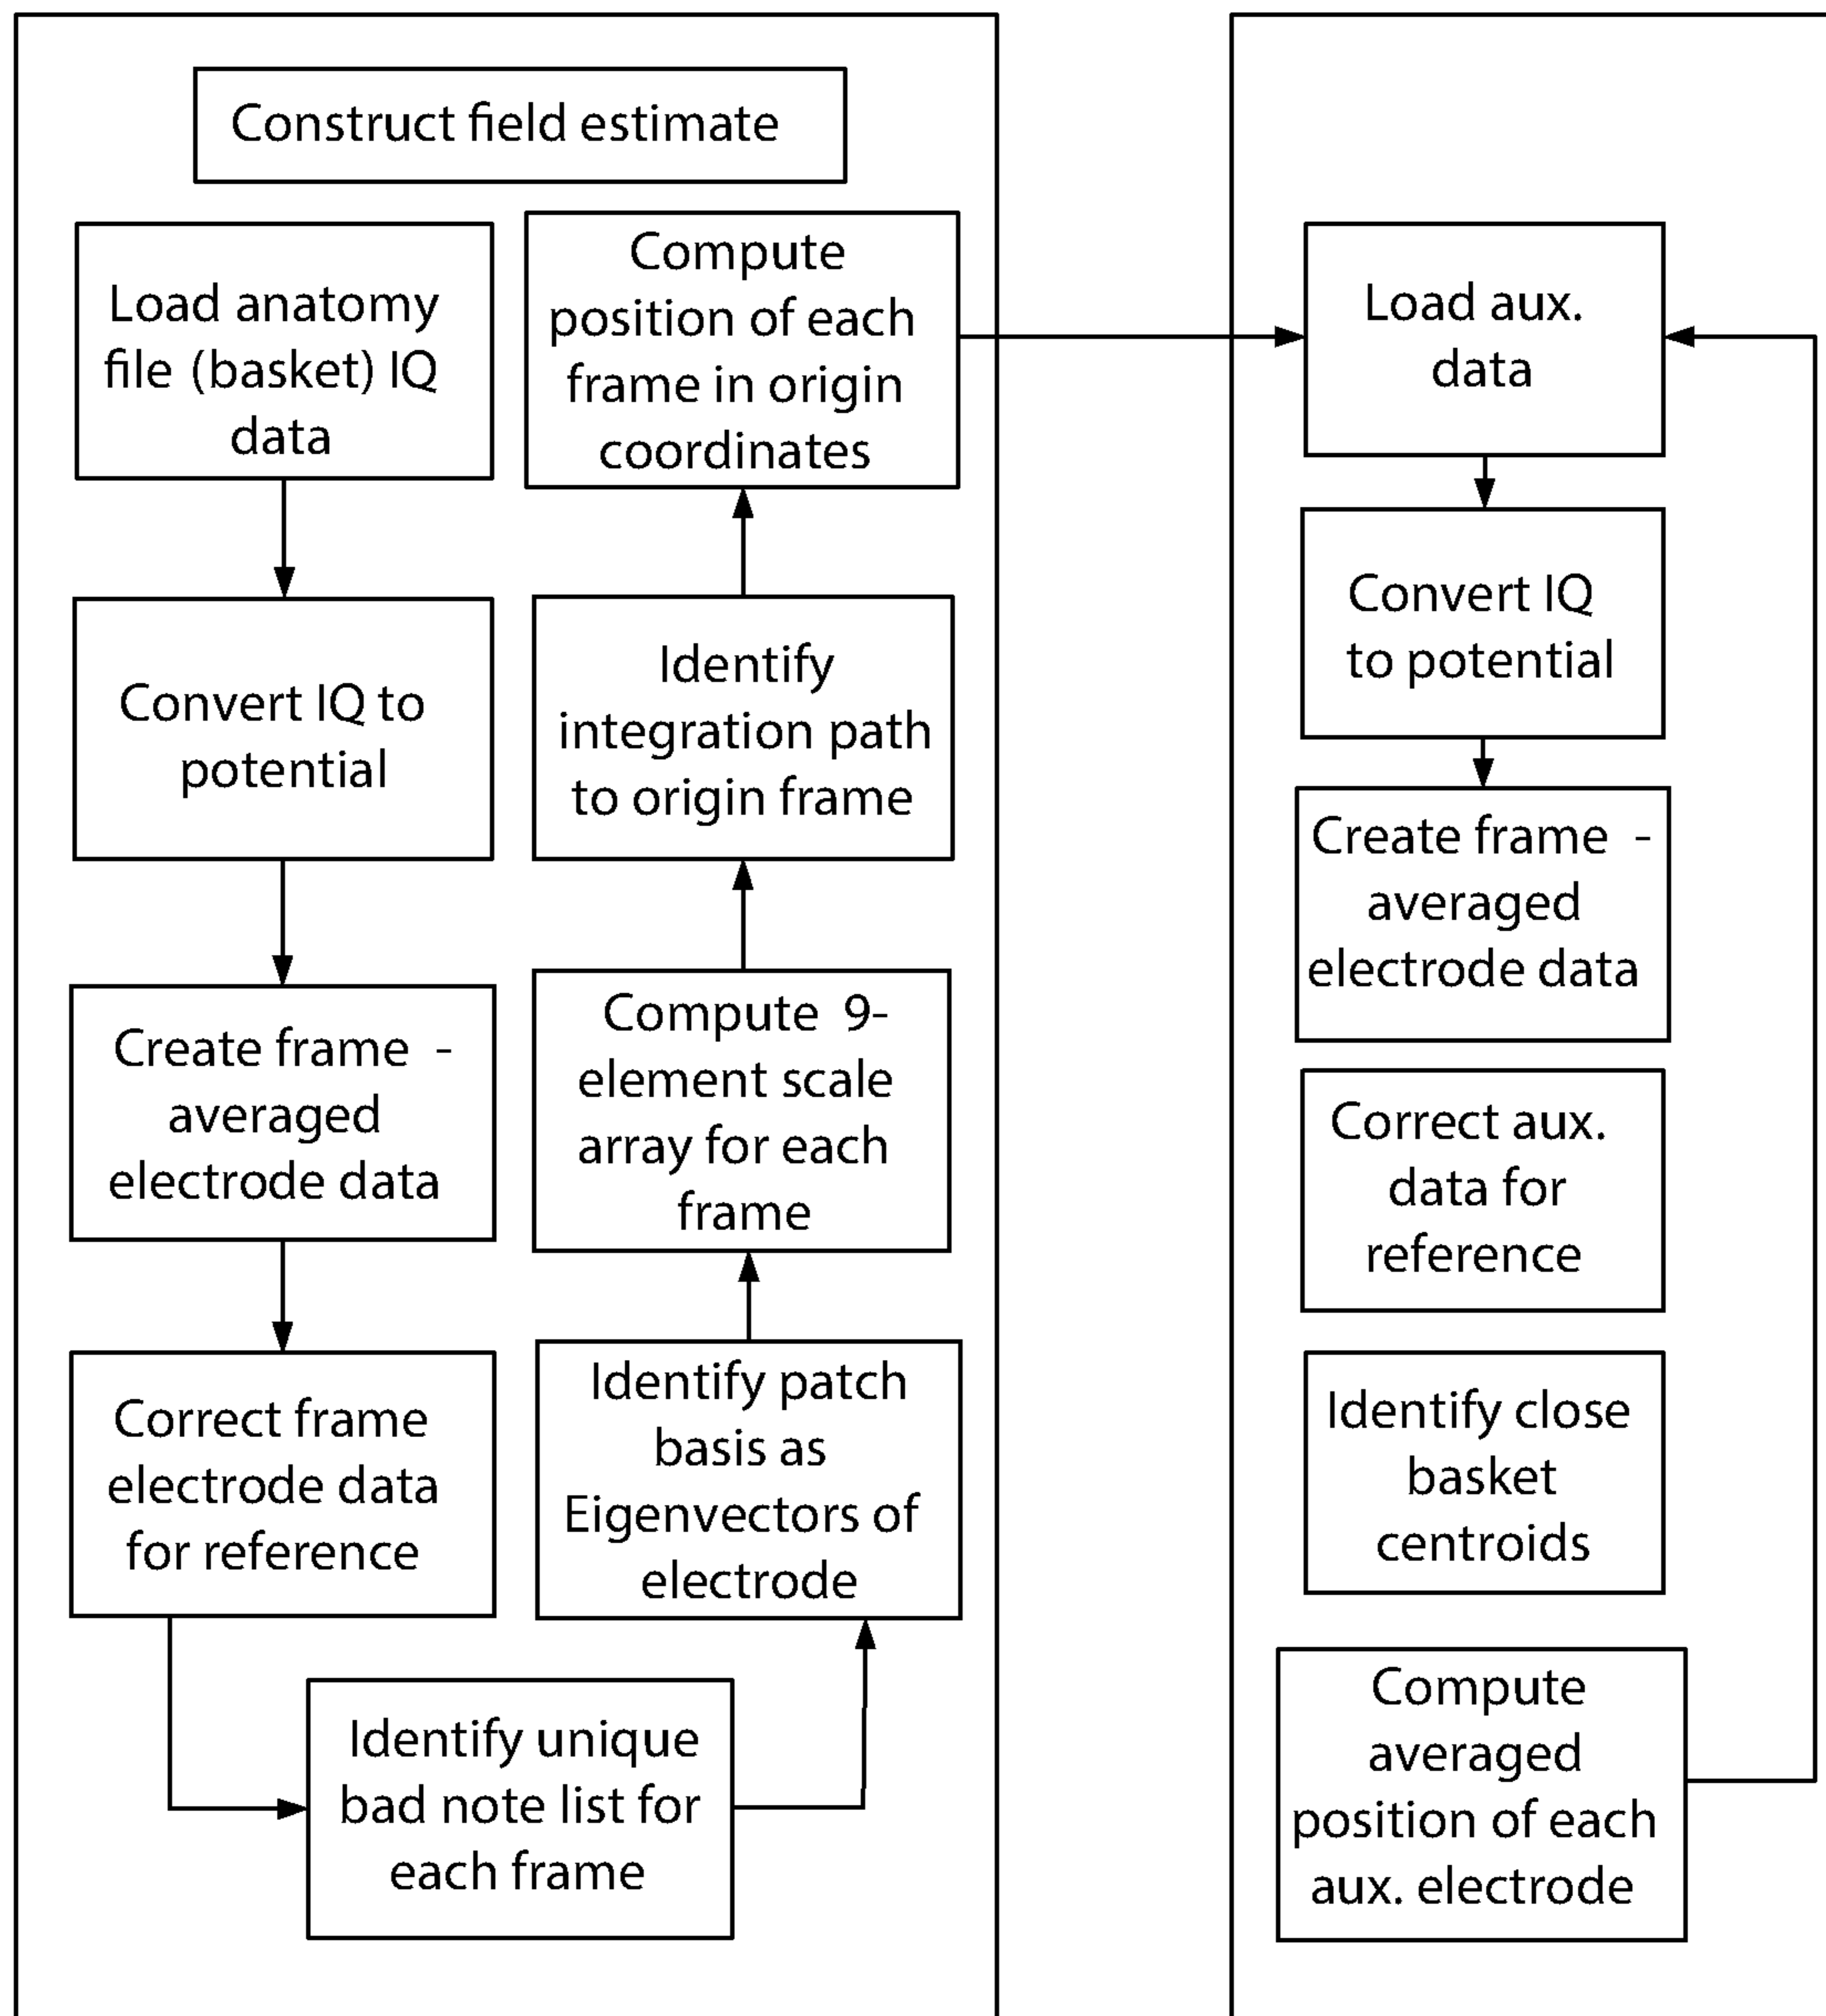 Construct field estimate
Load anatomy
file (basket) IQ
data
Convert IQ to
potential
Create frame -
averaged
electrode data
Correct frame
electrode data
for reference
Identify unique
bad note list for
each frame
Identify patch
basis as
Eigenvectors of
electrode
Compute 9-
element scale
array for each
frame
Identify
integration path
to origin frame
Compute
position of each
frame in origin
coordinates
Load aux.
data
Convert IQ
to potential
Create frame -
averaged
electrode data
Correct aux.
data for
reference
Identify close
basket
centroids
Compute
averaged
position of each
aux. electrode